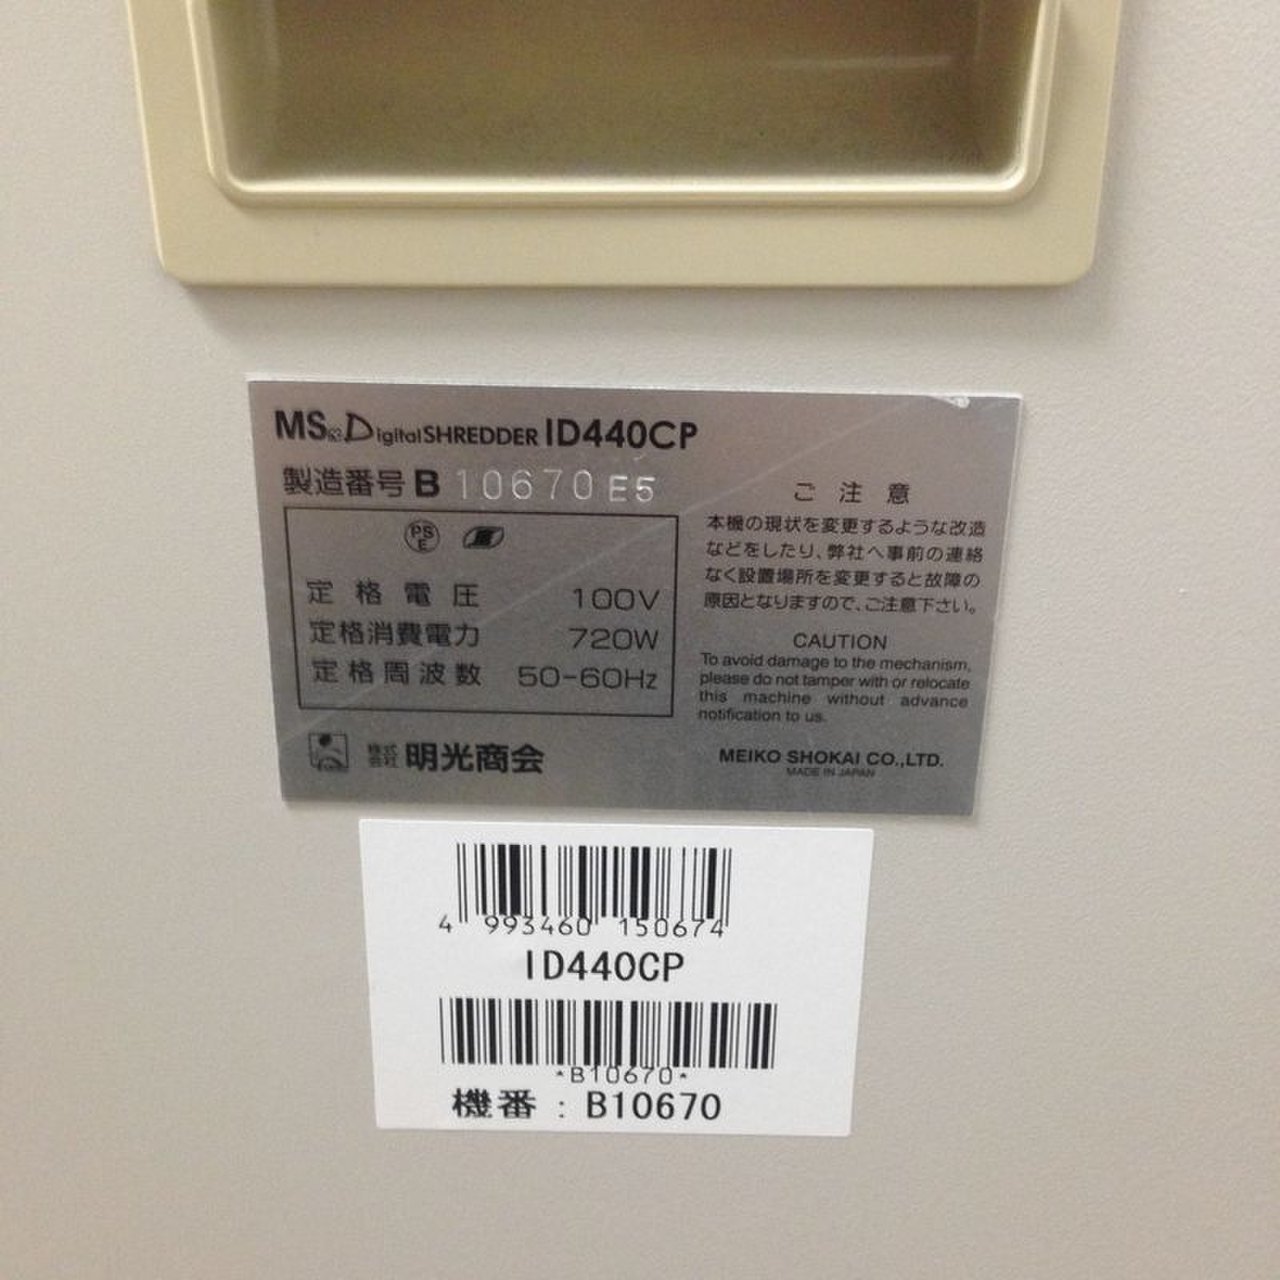 MS DigitalSHREDDER ID440CP
製造番号 B 10670 E5
PS
E
定格電圧 100V
定格消費電力 720W
定格周波数 50-60Hz
株式会社 明光商会
ご注意
本機の現状を変更するような改造
などをしたり、弊社へ事前の連絡
なく設置場所を変更すると故障の
原因となりますので、ご注意下さい。
CAUTION
To avoid damage to the mechanism,
please do not tamper with or relocate
this machine without advance
notification to us.
MEIKO SHOKAI CO.,LTD.
MADE IN JAPAN
4 993460 150674
ID440CP
*B10670*
機番：B10670